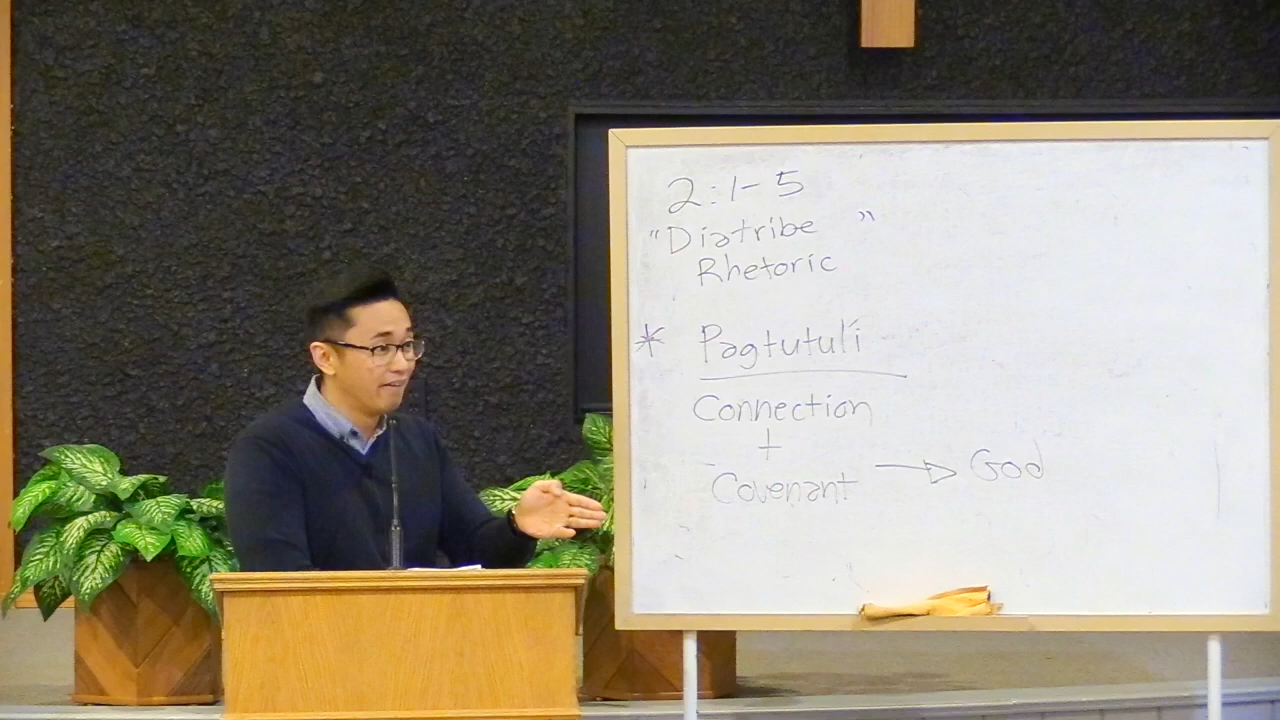 2:1-5
"Diatribe"
Rhetoric
* Pagtutuli
Connection
+
Covenant → God